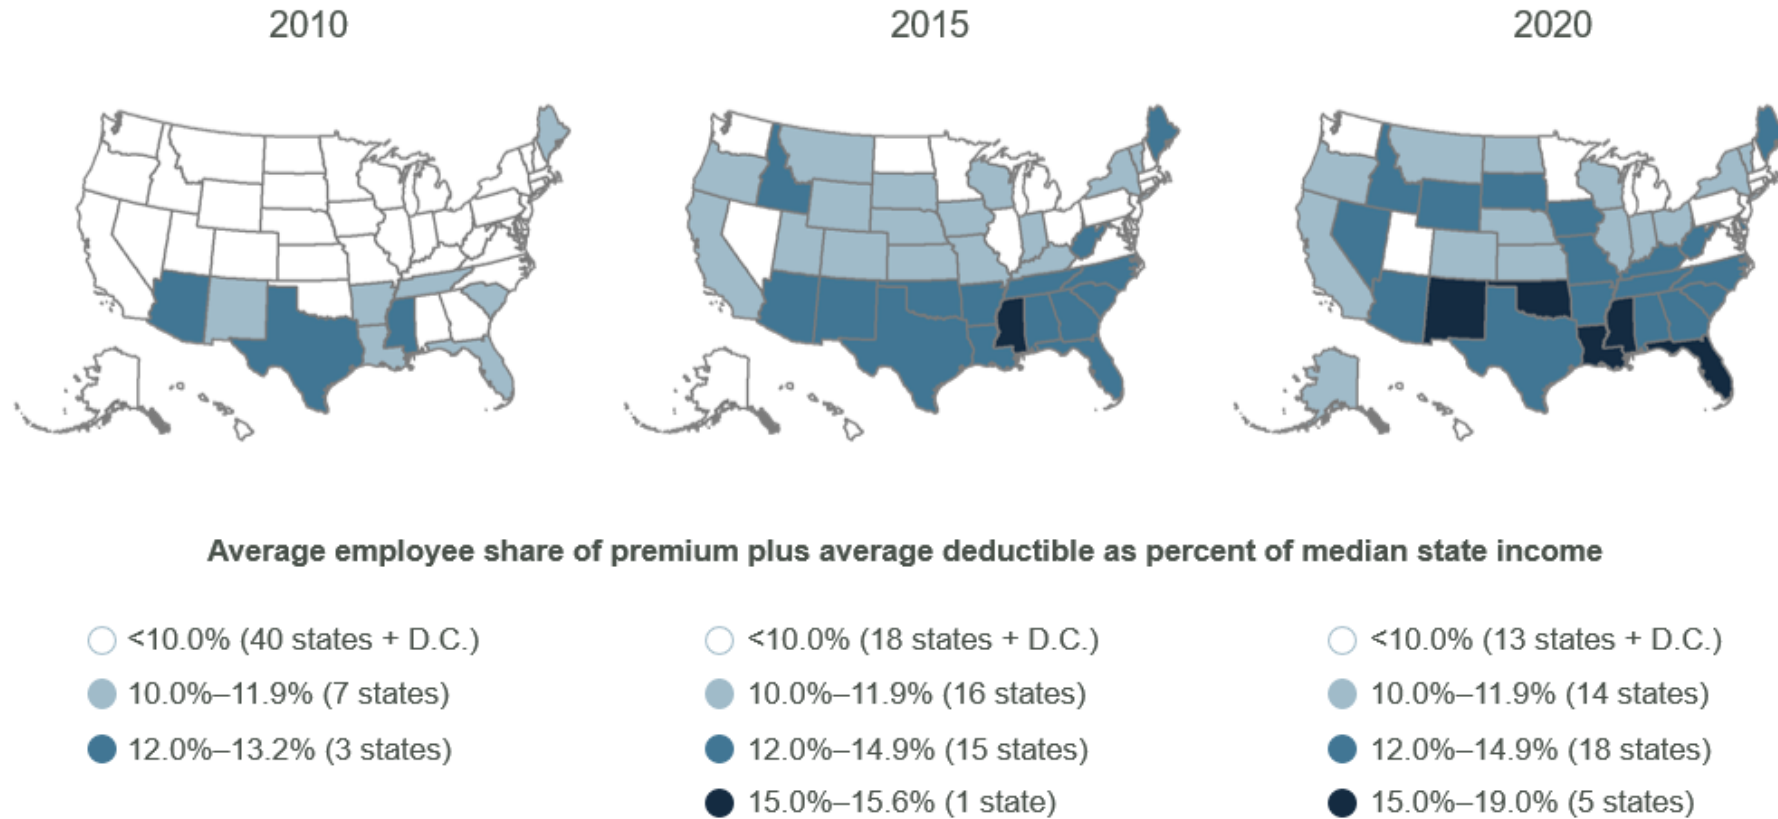 2010
2015
2020
Average employee share of premium plus average deductible as percent of median state income
<10.0% (40 states + D.C.)
10.0%–11.9% (7 states)
12.0%–13.2% (3 states)
<10.0% (18 states + D.C.)
10.0%–11.9% (16 states)
12.0%–14.9% (15 states)
15.0%–15.6% (1 state)
<10.0% (13 states + D.C.)
10.0%–11.9% (14 states)
12.0%–14.9% (18 states)
15.0%–19.0% (5 states)